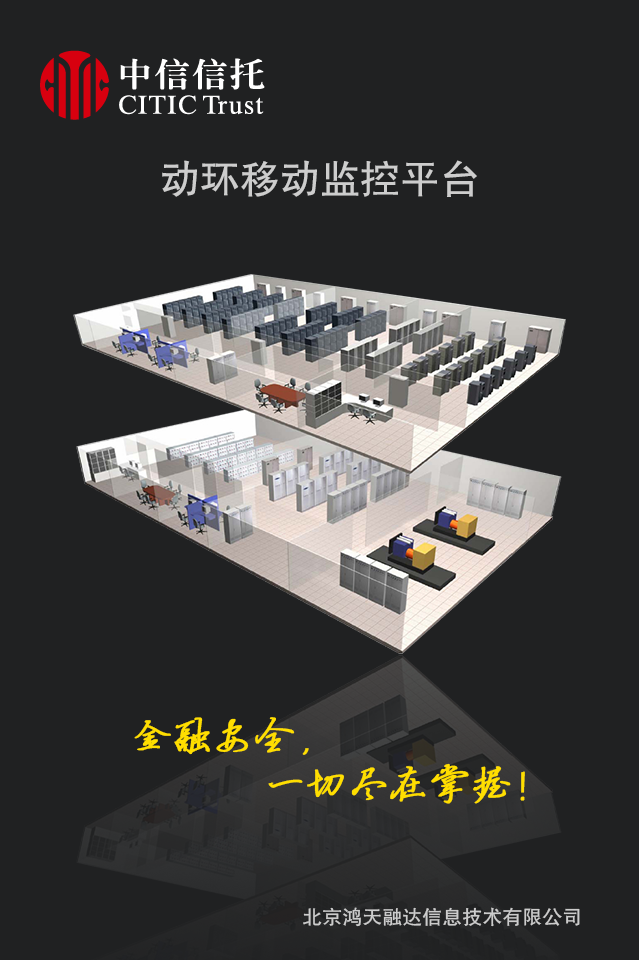 中信信托
CITIC Trust
动环移动监控平台
金融安全，
一切尽在掌握！
北京鸿天融达信息技术有限公司